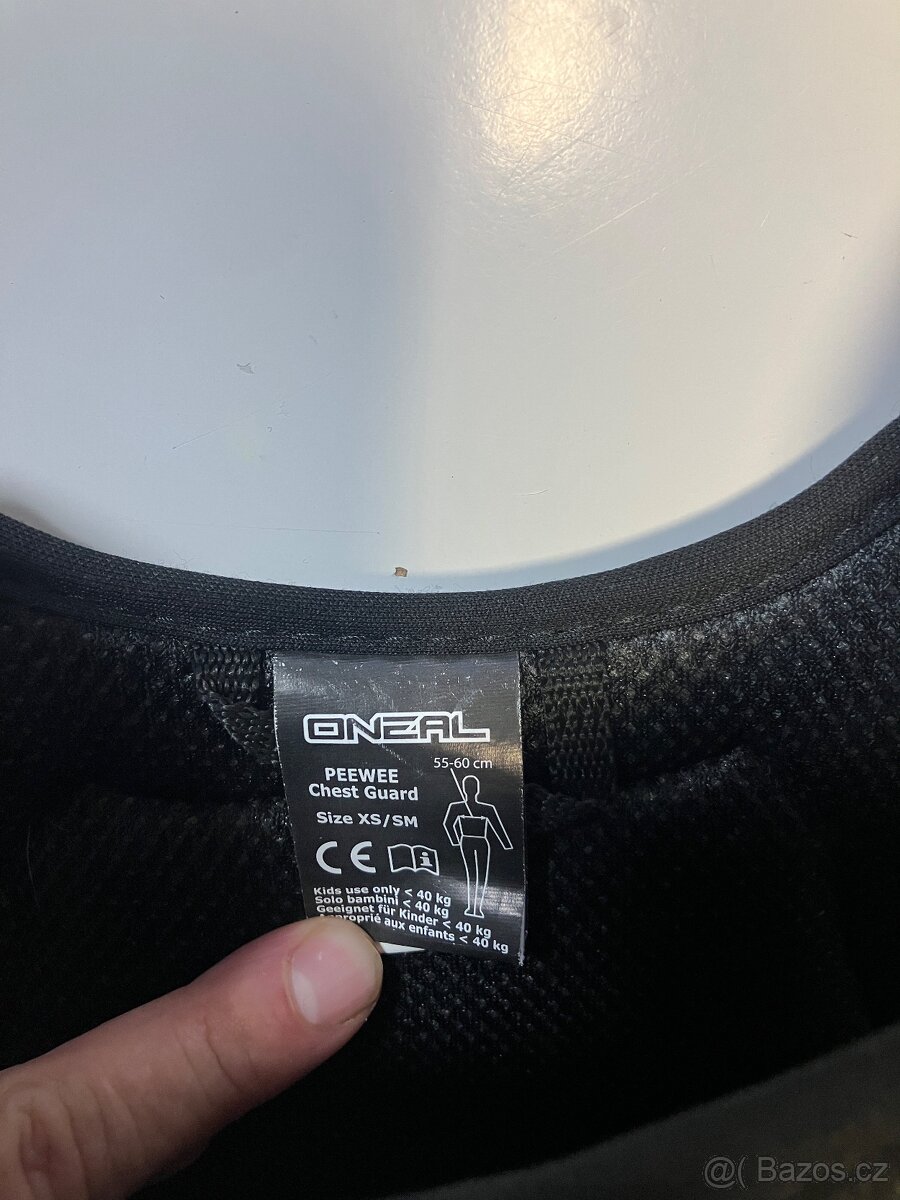 ONEAL
55-60 cm
PEEWEE
Chest Guard
Size XS/SM
CE i
Kids use only < 40 kg
Solo bambini < 40 kg
Geeignet für Kinder < 40 kg
proprié aux enfants < 40 kg
@( Bazos.cz